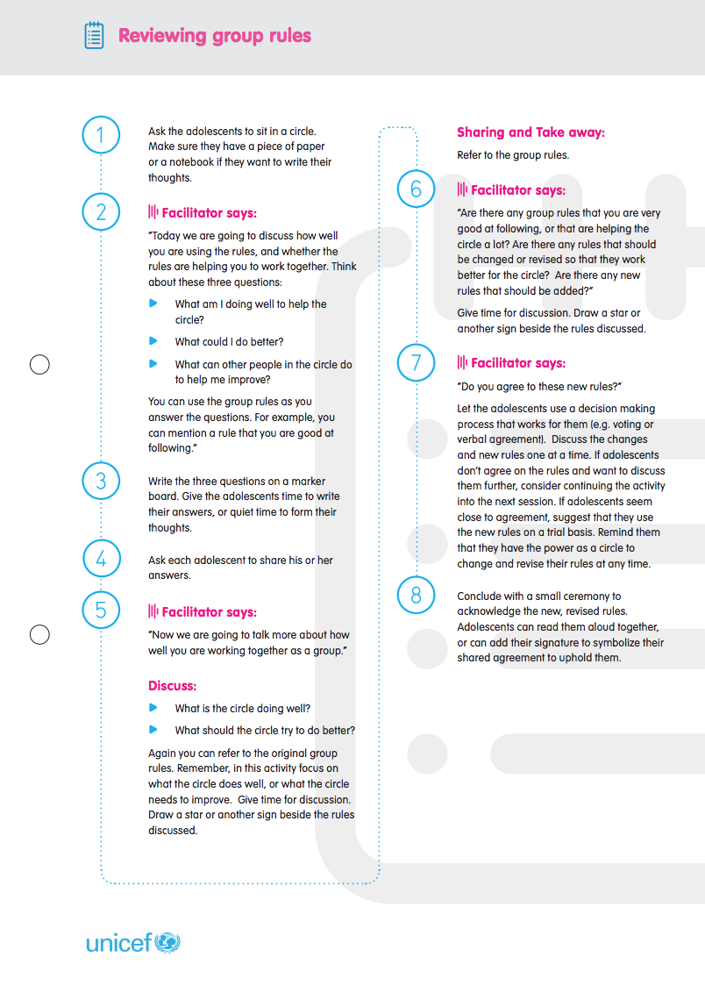 Reviewing group rules
1
Ask the adolescents to sit in a circle.
Make sure they have a piece of paper
or a notebook if they want to write their
thoughts.
2
Facilitator says:
“Today we are going to discuss how well
you are using the rules, and whether the
rules are helping you to work together. Think
about these three questions:
What am I doing well to help the
circle?
What could I do better?
What can other people in the circle do
to help me improve?
You can use the group rules as you
answer the questions. For example, you
can mention a rule that you are good at
following.”
3
Write the three questions on a marker
board. Give the adolescents time to write
their answers, or quiet time to form their
thoughts.
4
Ask each adolescent to share his or her
answers.
5
Facilitator says:
“Now we are going to talk more about how
well you are working together as a group.”
Discuss:
What is the circle doing well?
What should the circle try to do better?
Again you can refer to the original group
rules. Remember, in this activity focus on
what the circle does well, or what the circle
needs to improve.  Give time for discussion.
Draw a star or another sign beside the rules
discussed.
Sharing and Take away:
Refer to the group rules.
6
Facilitator says:
“Are there any group rules that you are very
good at following, or that are helping the
circle a lot? Are there any rules that should
be changed or revised so that they work
better for the circle?  Are there any new
rules that should be added?”
Give time for discussion. Draw a star or
another sign beside the rules discussed.
7
Facilitator says:
“Do you agree to these new rules?”
Let the adolescents use a decision making
process that works for them (e.g. voting or
verbal agreement).  Discuss the changes
and new rules one at a time. If adolescents
don’t agree on the rules and want to discuss
them further, consider continuing the activity
into the next session. If adolescents seem
close to agreement, suggest that they use
the new rules on a trial basis. Remind them
that they have the power as a circle to
change and revise their rules at any time.
8
Conclude with a small ceremony to
acknowledge the new, revised rules.
Adolescents can read them aloud together,
or can add their signature to symbolize their
shared agreement to uphold them.
unicef